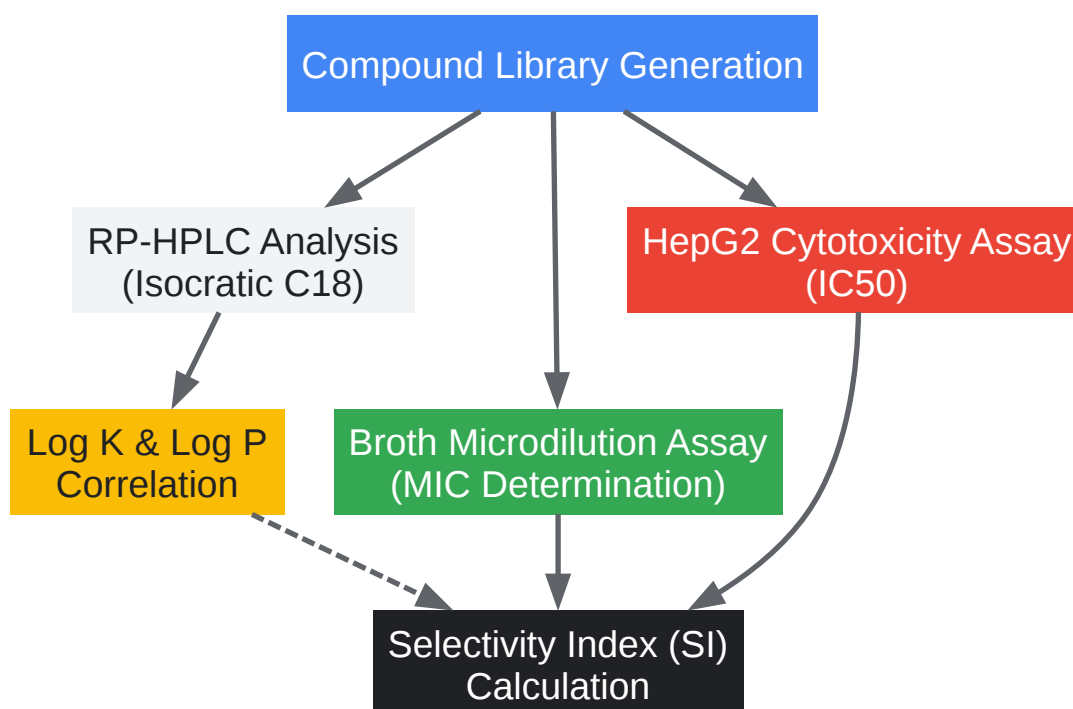 Compound Library Generation
RP-HPLC Analysis
(Isocratic C18)
HepG2 Cytotoxicity Assay
(IC50)
Log K & Log P
Correlation
Broth Microdilution Assay
(MIC Determination)
Selectivity Index (SI)
Calculation